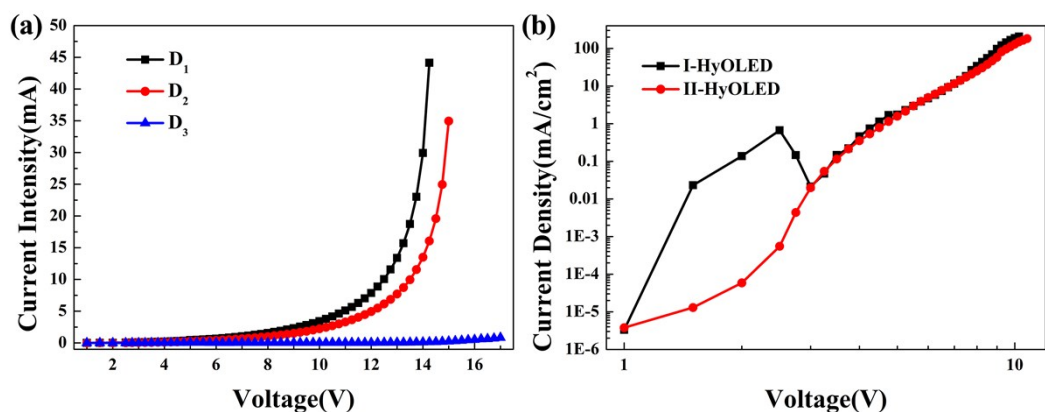 (a)
50
45
40
35
30
25
20
15
10
5
0
Current Intensity(mA)
D1
D2
D3
2 4 6 8 10 12 14 16
Voltage(V)
(b)
100
10
1
0.1
0.01
1E-3
1E-4
1E-5
1E-6
Current Density(mA/cm²)
I-HyOLED
II-HyOLED
1 10
Voltage(V)